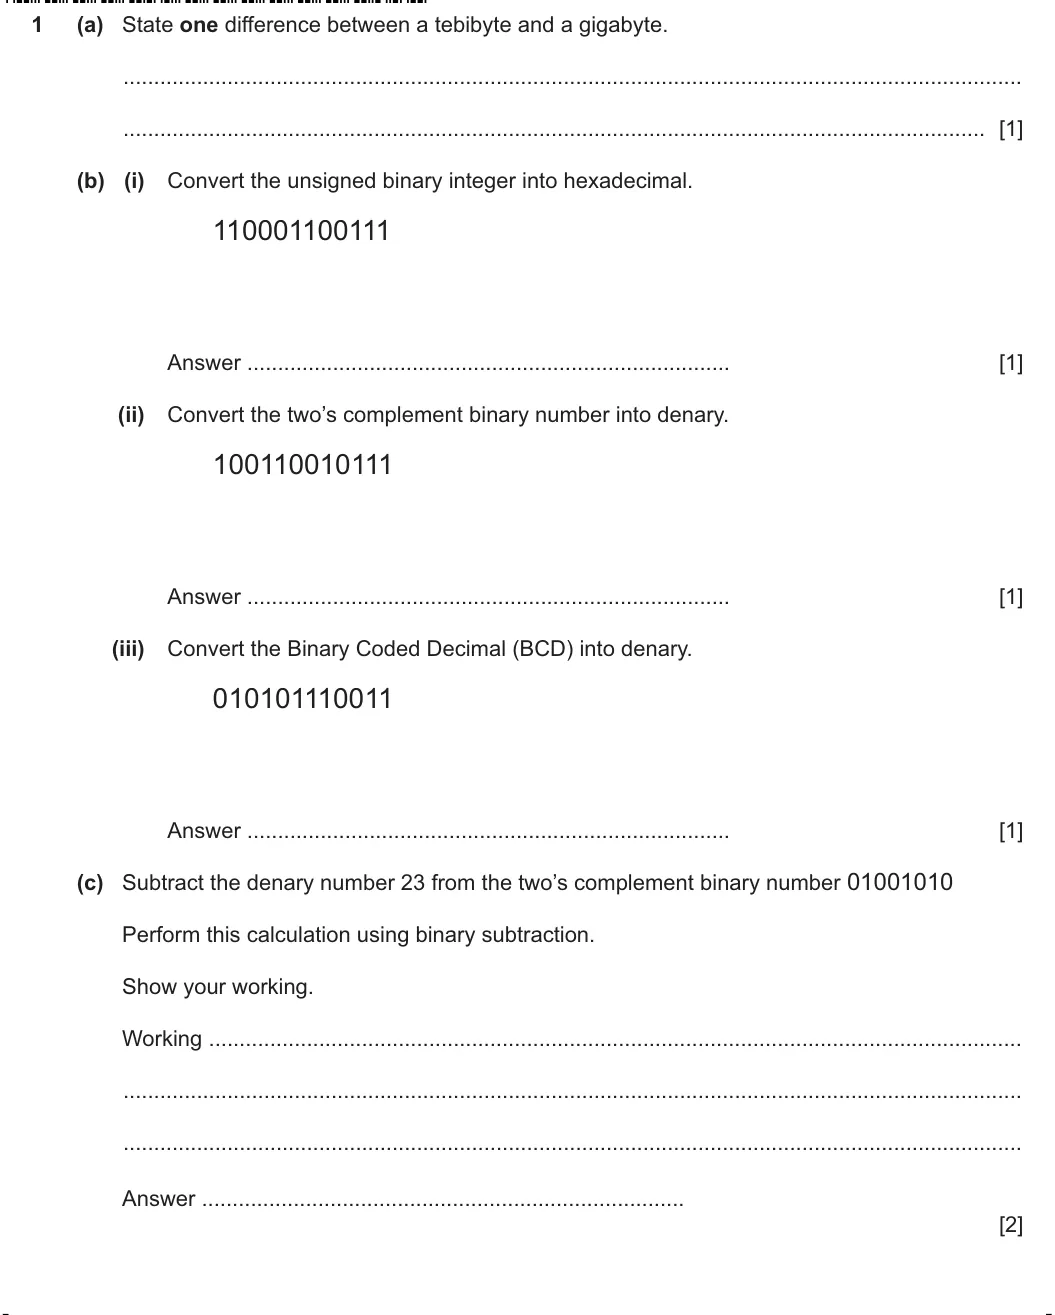 1 (a) State one difference between a tebibyte and a gigabyte.
..........................................................................................................................................................
.................................................................................................................................................... [1]
(b) (i) Convert the unsigned binary integer into hexadecimal.
110001100111
Answer ............................................................................... [1]
(ii) Convert the two’s complement binary number into denary.
100110010111
Answer ............................................................................... [1]
(iii) Convert the Binary Coded Decimal (BCD) into denary.
010101110011
Answer ............................................................................... [1]
(c) Subtract the denary number 23 from the two’s complement binary number 01001010
Perform this calculation using binary subtraction.
Show your working.
Working ............................................................................................................................................
..........................................................................................................................................................
..........................................................................................................................................................
Answer ...............................................................................
[2]